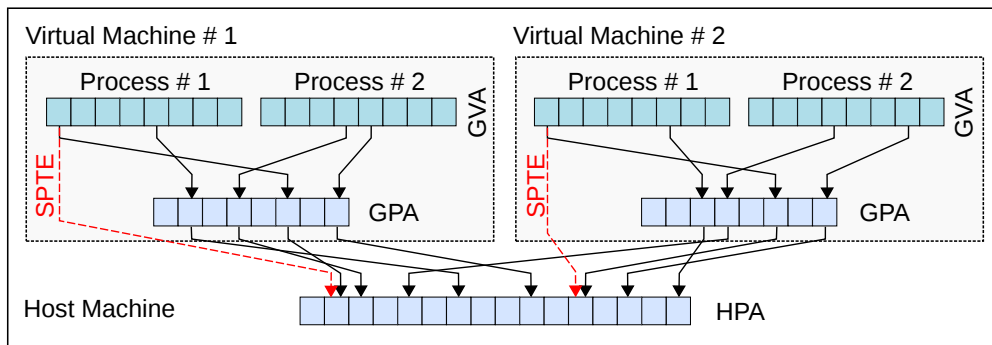 Virtual Machine # 1
Virtual Machine # 2
Process # 1
Process # 2
GVA
Process # 1
Process # 2
GVA
SPTE
SPTE
GPA
GPA
Host Machine
HPA